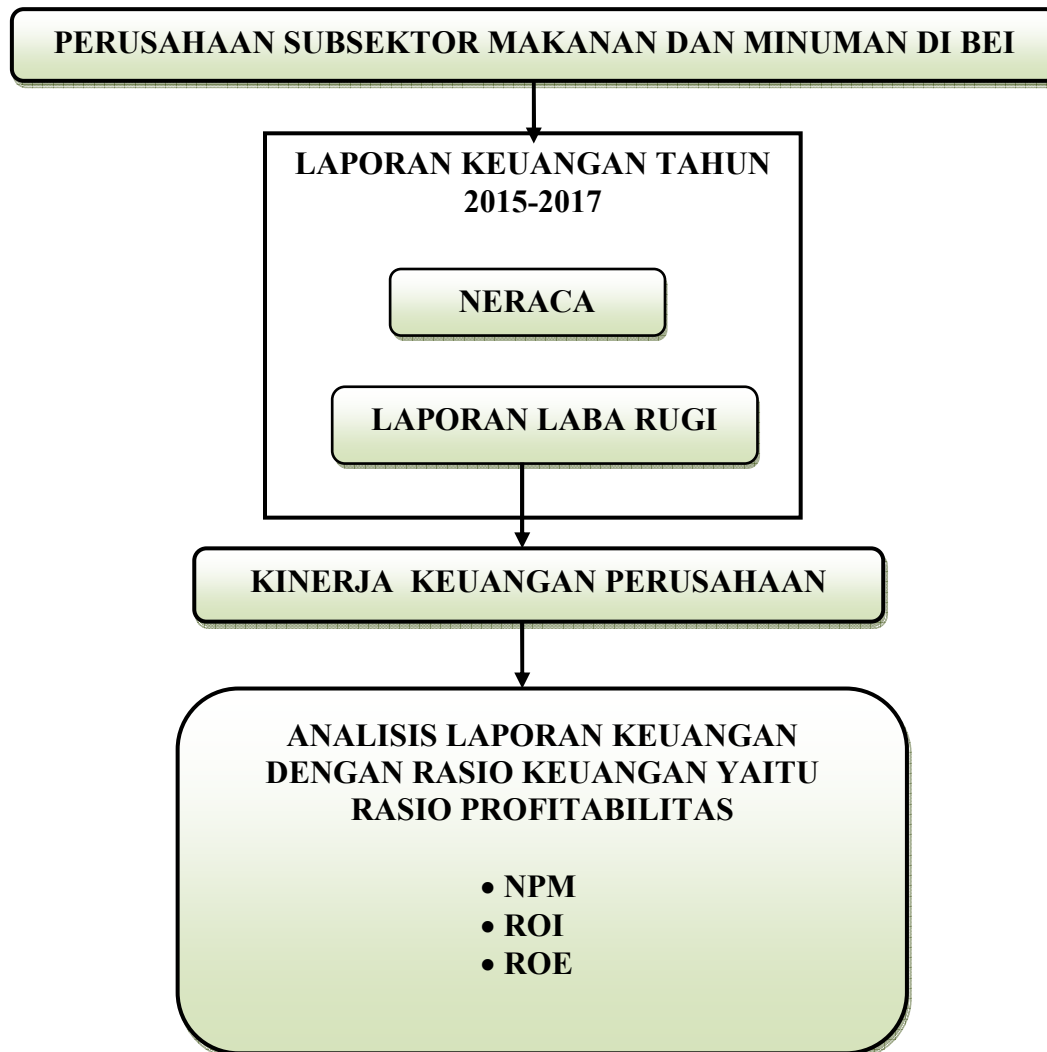 PERUSAHAAN SUBSEKTOR MAKANAN DAN MINUMAN DI BEI
LAPORAN KEUANGAN TAHUN
2015-2017
NERACA
LAPORAN LABA RUGI
KINERJA  KEUANGAN PERUSAHAAN
ANALISIS LAPORAN KEUANGAN
DENGAN RASIO KEUANGAN YAITU
RASIO PROFITABILITAS
• NPM
• ROI
• ROE